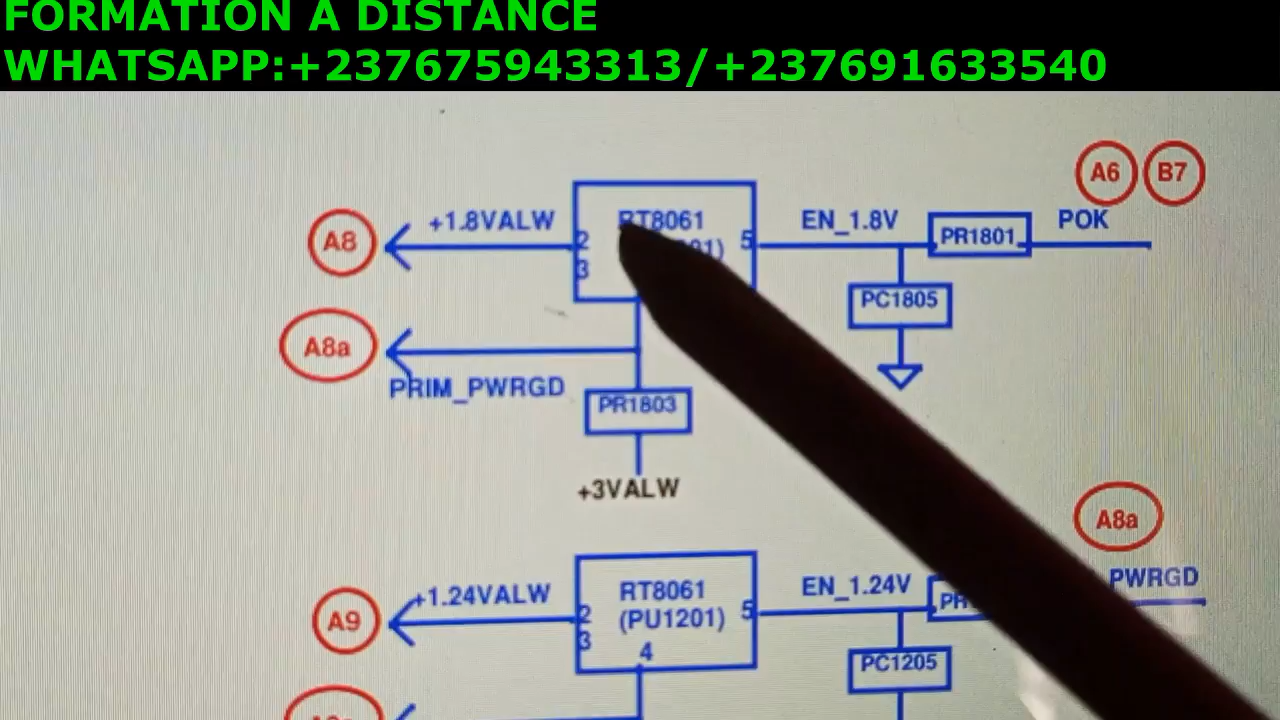 FORMATION A DISTANCE
WHATSAPP:+237675943313/+237691633540
A6 B7
+1.8VALW RT8061 EN_1.8V PR1801 POK
A8 2 5
3
PC1805
A8a
PRIM_PWRGD PR1803
+3VALW
A8a
+1.24VALW RT8061 EN_1.24V PWRGD
A9 2 (PU1201) 5
3 4 PC1205